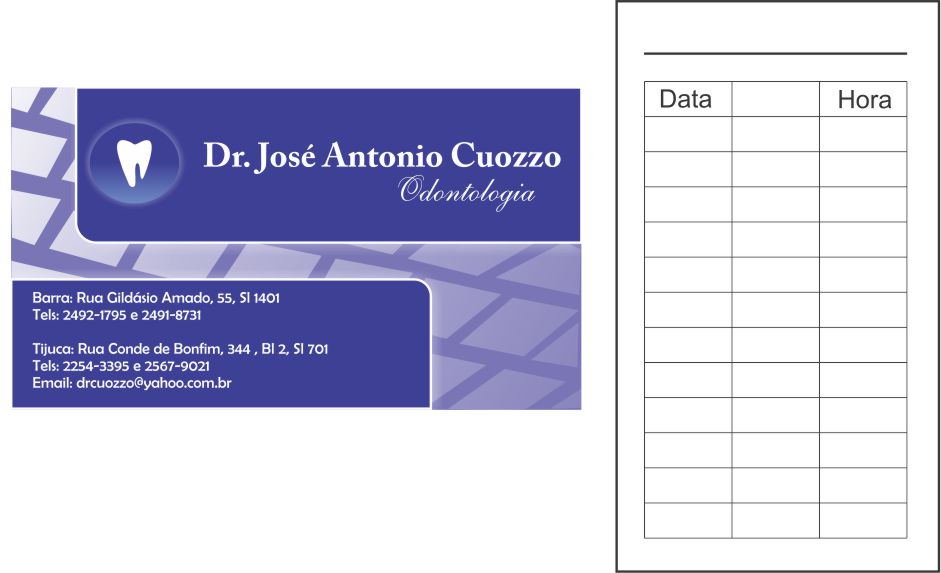 Dr. José Antonio Cuozzo
Odontologia
Barra: Rua Gildásio Amado, 55, Sl 1401
Tels: 2492-1795 e 2491-8731
Tijuca: Rua Conde de Bonfim, 344 , Bl 2, Sl 701
Tels: 2254-3395 e 2567-9021
Email: drcuozzo@yahoo.com.br
Data Hora